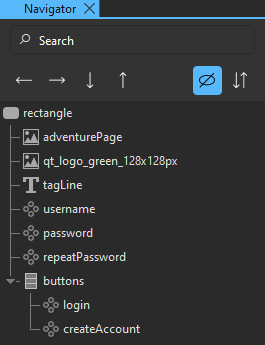 Navigator
Search
rectangle
adventurePage
qt_logo_green_128x128px
tagLine
username
password
repeatPassword
buttons
login
createAccount